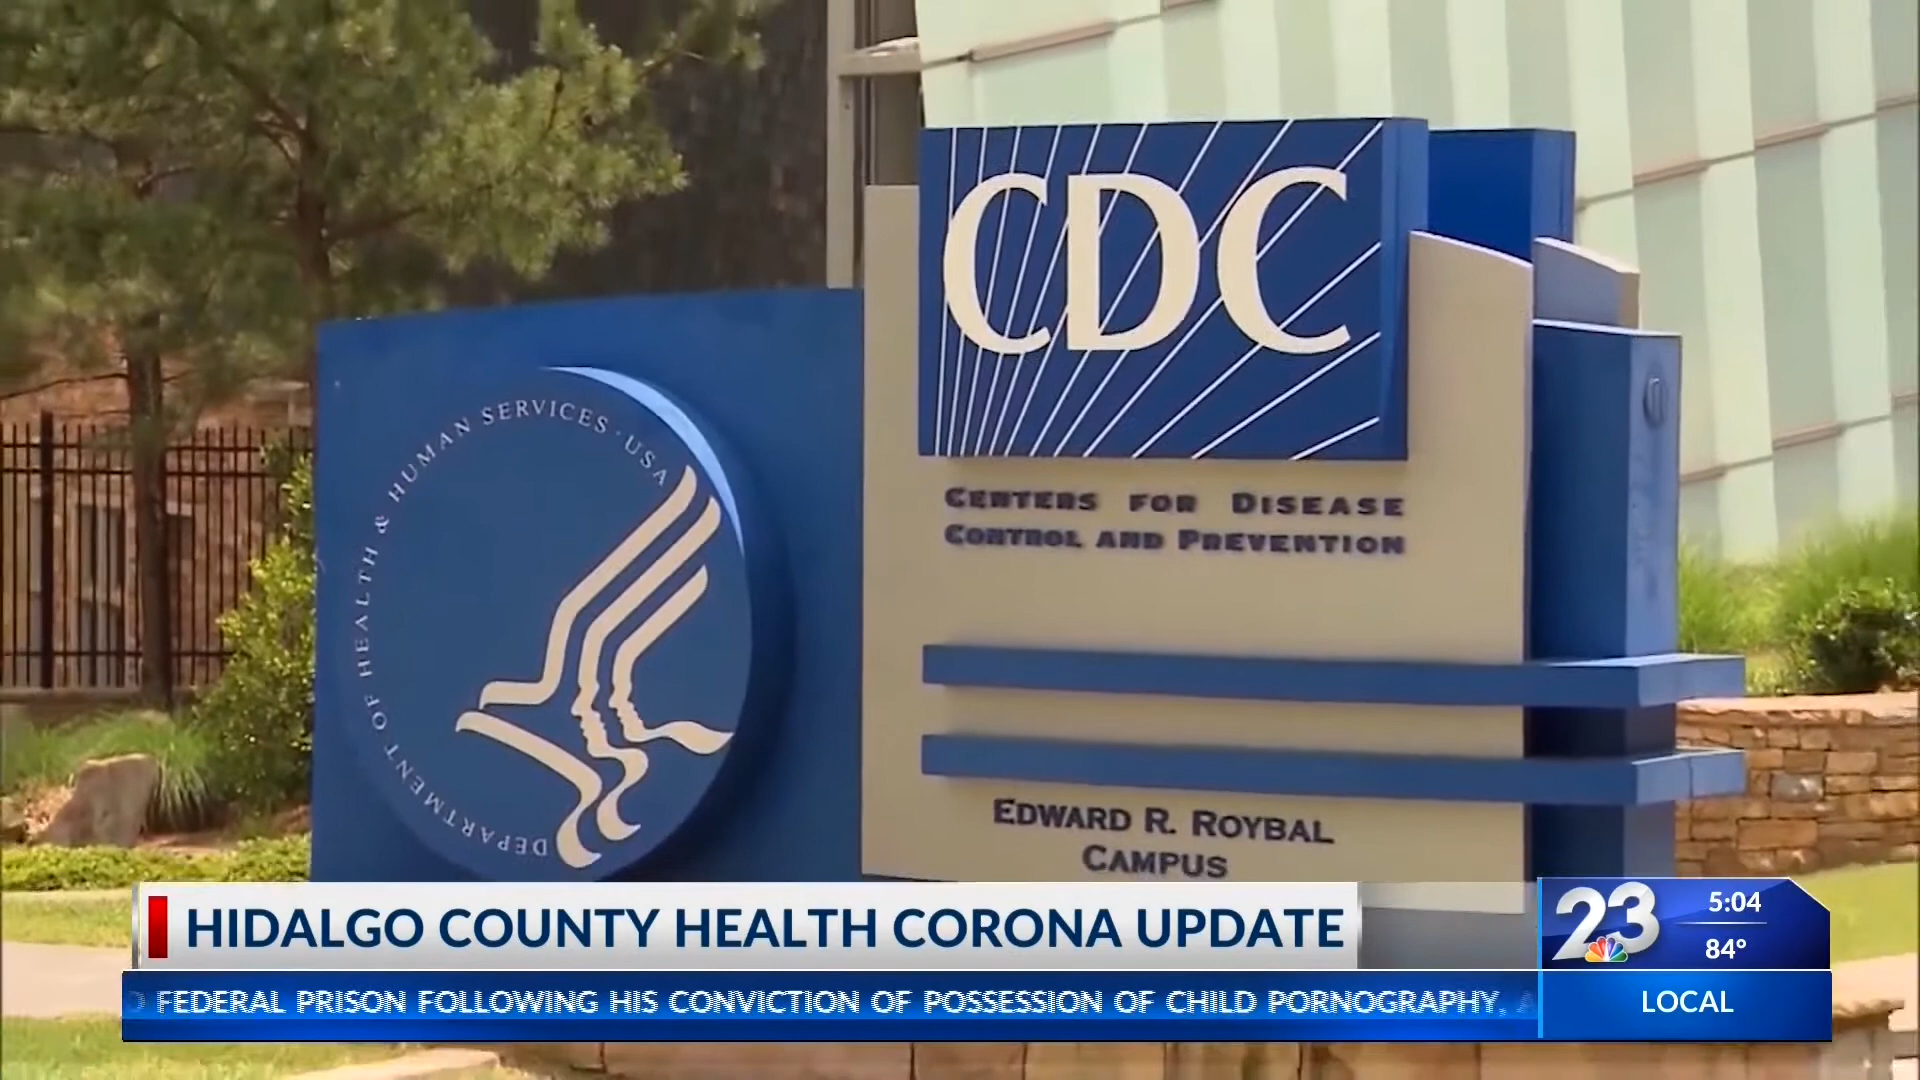 CDC
CENTERS FOR DISEASE
CONTROL AND PREVENTION
DEPARTMENT OF HEALTH & HUMAN SERVICES · USA
EDWARD R. ROYBAL
CAMPUS
HIDALGO COUNTY HEALTH CORONA UPDATE
23
5:04
84°
FEDERAL PRISON FOLLOWING HIS CONVICTION OF POSSESSION OF CHILD PORNOGRAPHY,
LOCAL